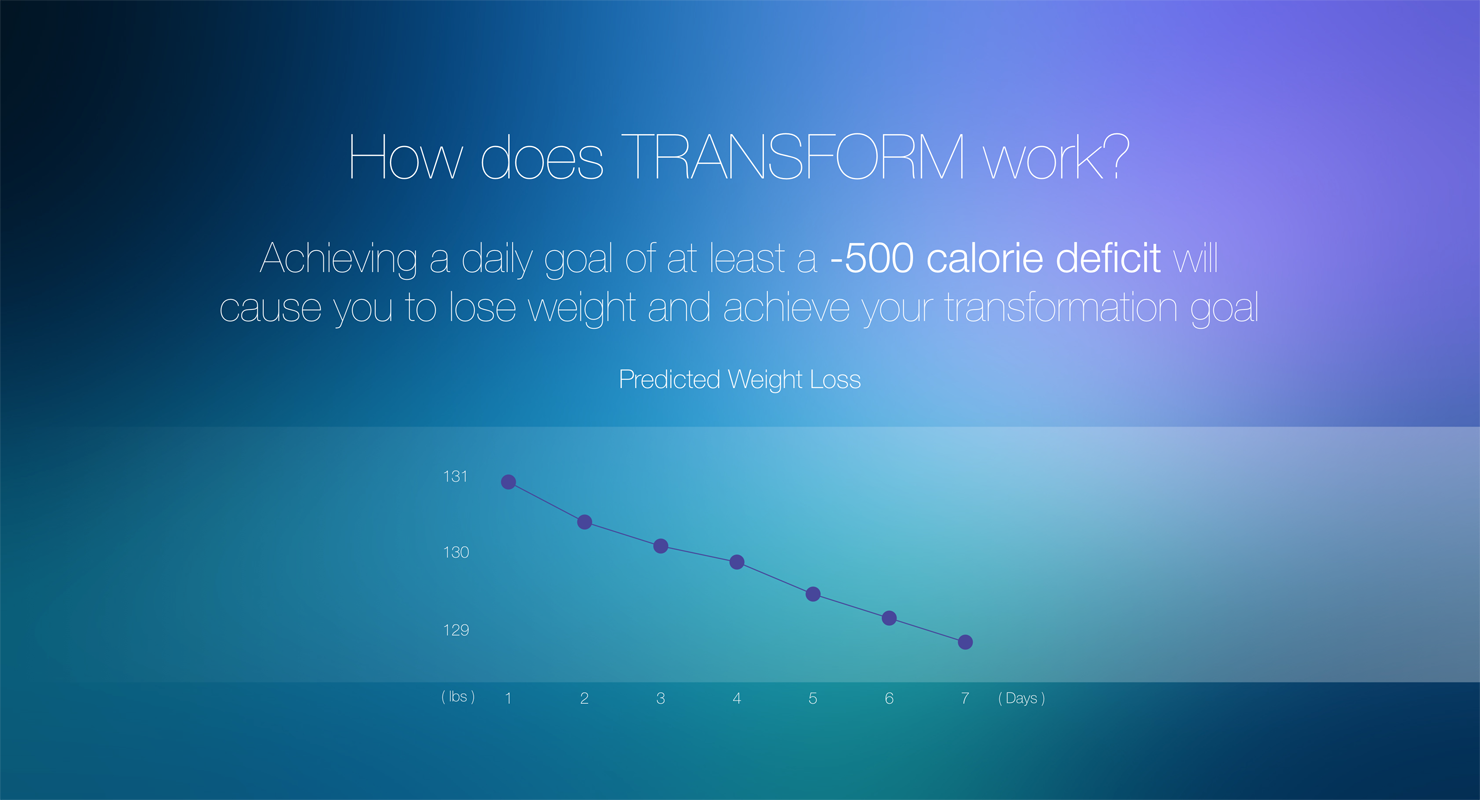 How does TRANSFORM work?
Achieving a daily goal of at least a -500 calorie deficit will
cause you to lose weight and achieve your transformation goal
Predicted Weight Loss
131
130
129
( lbs ) 1 2 3 4 5 6 7 ( Days )